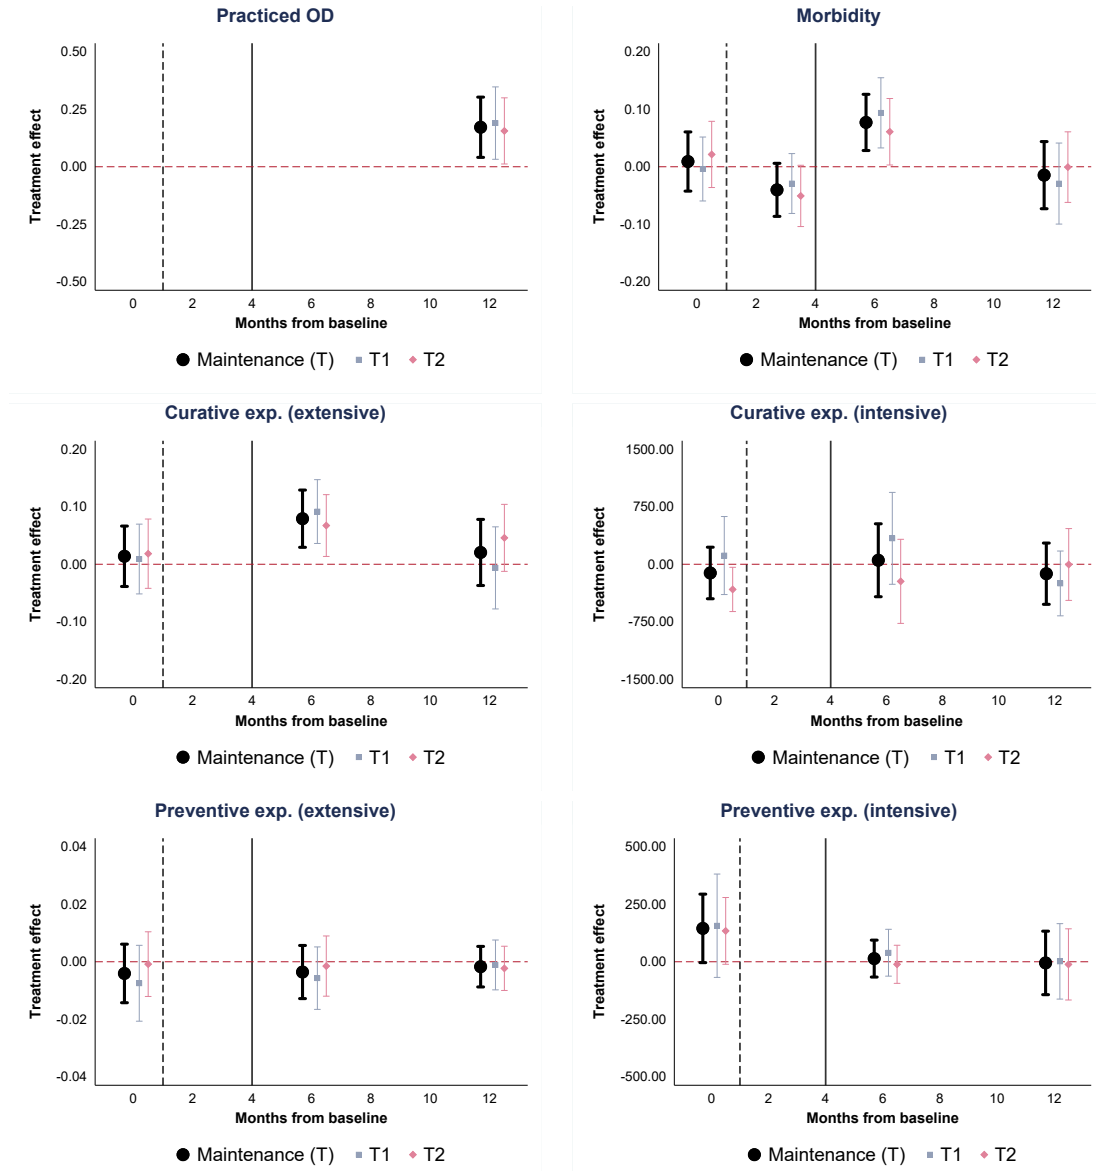 Practiced OD
Treatment effect
0.50
0.25
0.00
-0.25
-0.50
0 2 4 6 8 10 12
Months from baseline
Maintenance (T) T1 T2
Morbidity
Treatment effect
0.20
0.10
0.00
-0.10
-0.20
0 2 4 6 8 10 12
Months from baseline
Maintenance (T) T1 T2
Curative exp. (extensive)
Treatment effect
0.20
0.10
0.00
-0.10
-0.20
0 2 4 6 8 10 12
Months from baseline
Maintenance (T) T1 T2
Curative exp. (intensive)
Treatment effect
1500.00
750.00
0.00
-750.00
-1500.00
0 2 4 6 8 10 12
Months from baseline
Maintenance (T) T1 T2
Preventive exp. (extensive)
Treatment effect
0.04
0.02
0.00
-0.02
-0.04
0 2 4 6 8 10 12
Months from baseline
Maintenance (T) T1 T2
Preventive exp. (intensive)
Treatment effect
500.00
250.00
0.00
-250.00
-500.00
0 2 4 6 8 10 12
Months from baseline
Maintenance (T) T1 T2